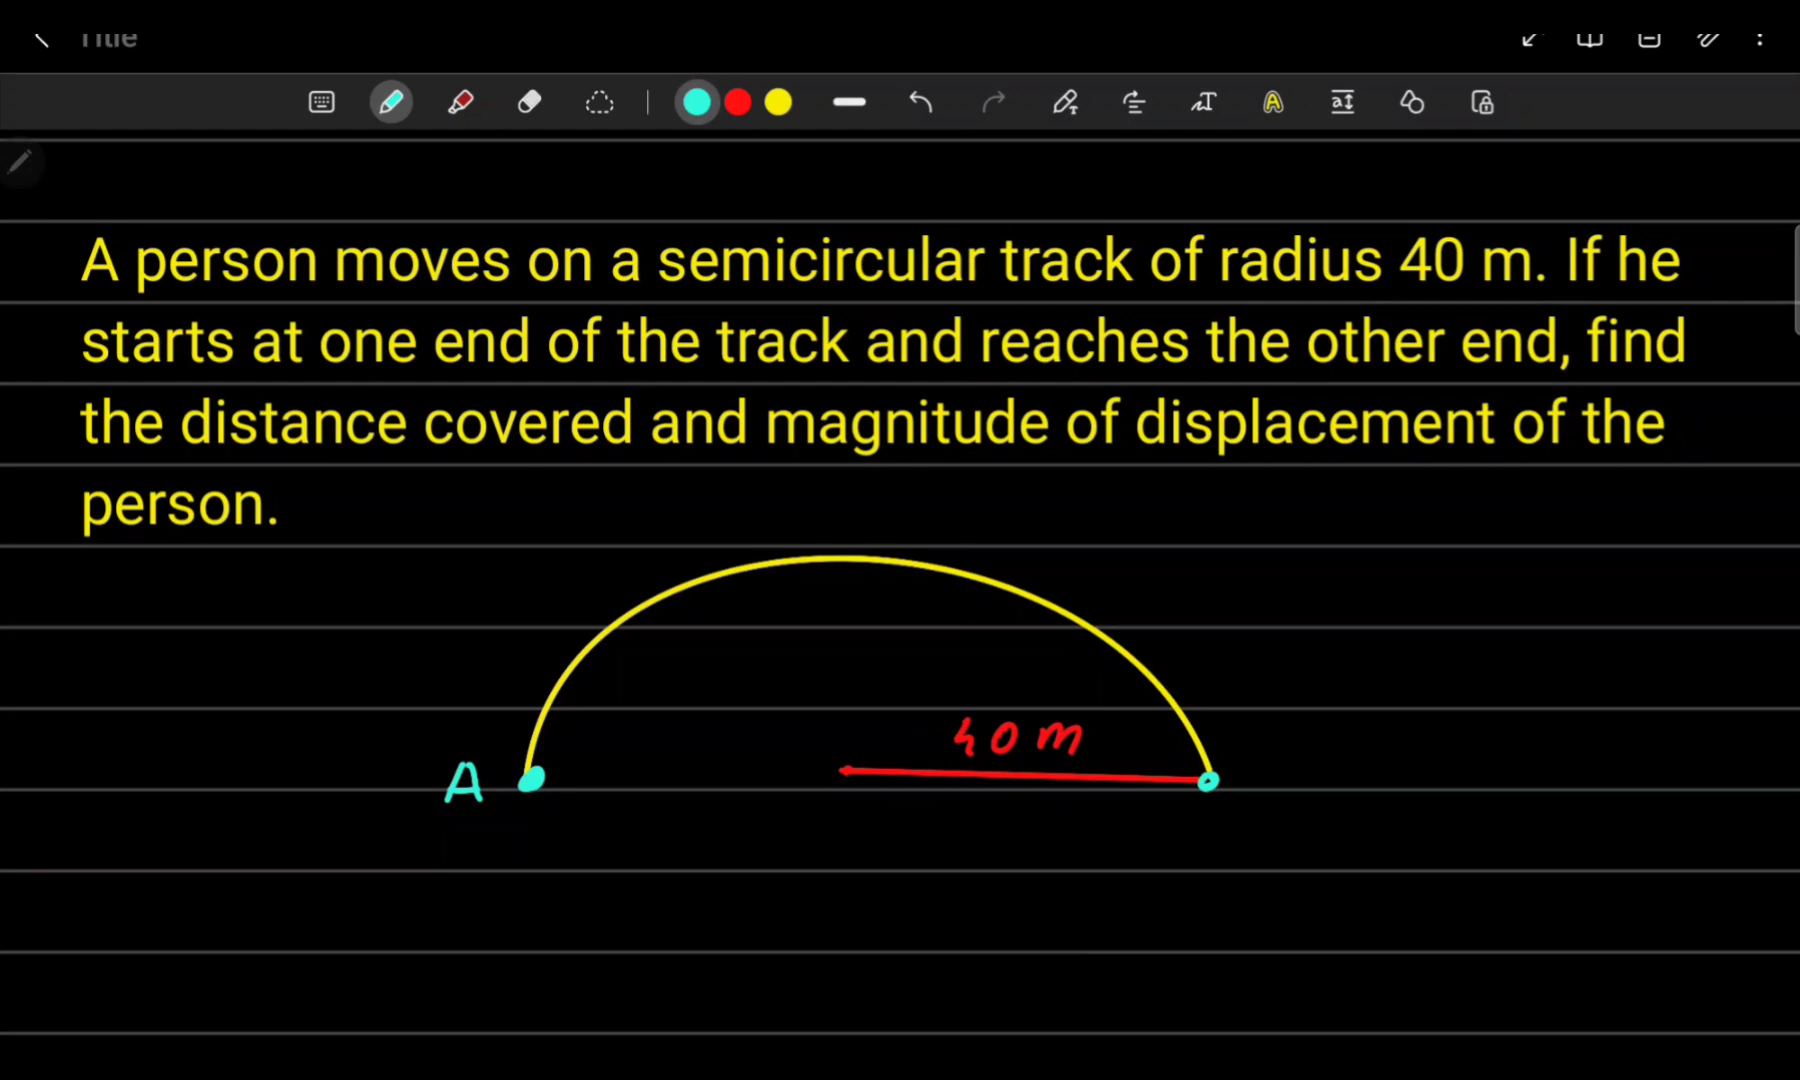 Title
A person moves on a semicircular track of radius 40 m. If he
starts at one end of the track and reaches the other end, find
the distance covered and magnitude of displacement of the
person.
40 m
A